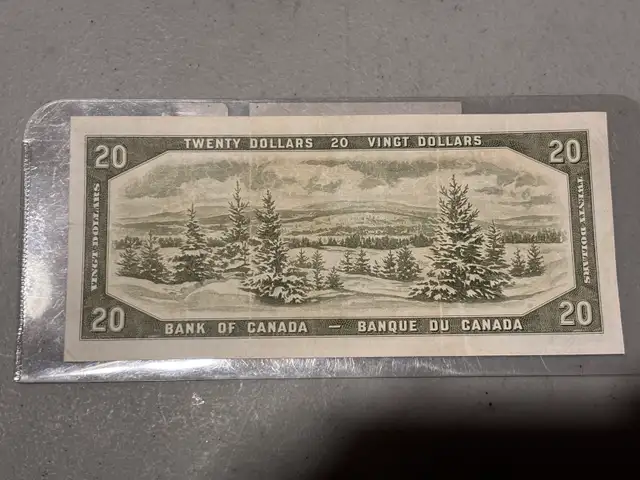 TWENTY DOLLARS 20 VINGT DOLLARS
20
20
VINGT DOLLARS
TWENTY DOLLARS
20
20
BANK OF CANADA — BANQUE DU CANADA